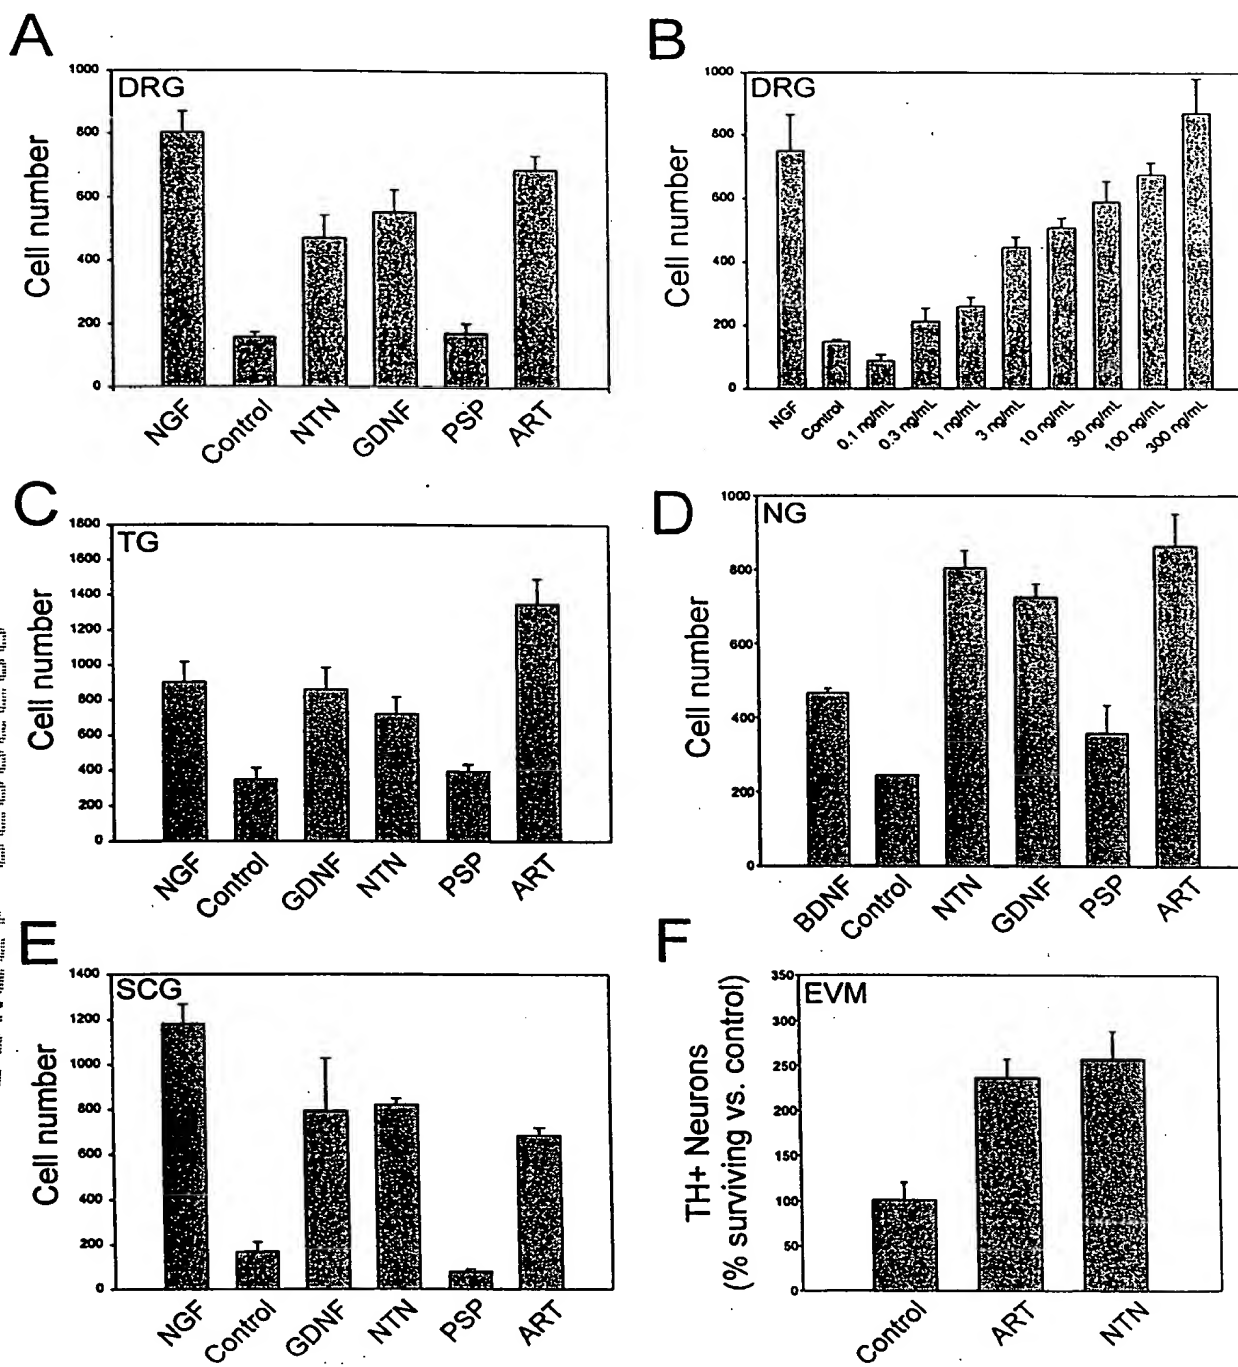 A
DRG
Cell number
1000
800
600
400
200
0
NGF
Control
NTN
GDNF
PSP
ART
B
DRG
Cell number
1000
800
600
400
200
0
NGF
Control
0.1 ng/mL
0.3 ng/mL
1 ng/mL
3 ng/mL
10 ng/mL
30 ng/mL
100 ng/mL
300 ng/mL
C
TG
Cell number
1800
1600
1400
1200
1000
800
600
400
200
0
NGF
Control
GDNF
NTN
PSP
ART
D
NG
Cell number
1000
800
600
400
200
0
BDNF
Control
NTN
GDNF
PSP
ART
E
SCG
Cell number
1400
1200
1000
800
600
400
200
0
NGF
Control
GDNF
NTN
PSP
ART
F
EVM
TH+ Neurons
(% surviving vs. control)
350
300
250
200
150
100
50
0
Control
ART
NTN